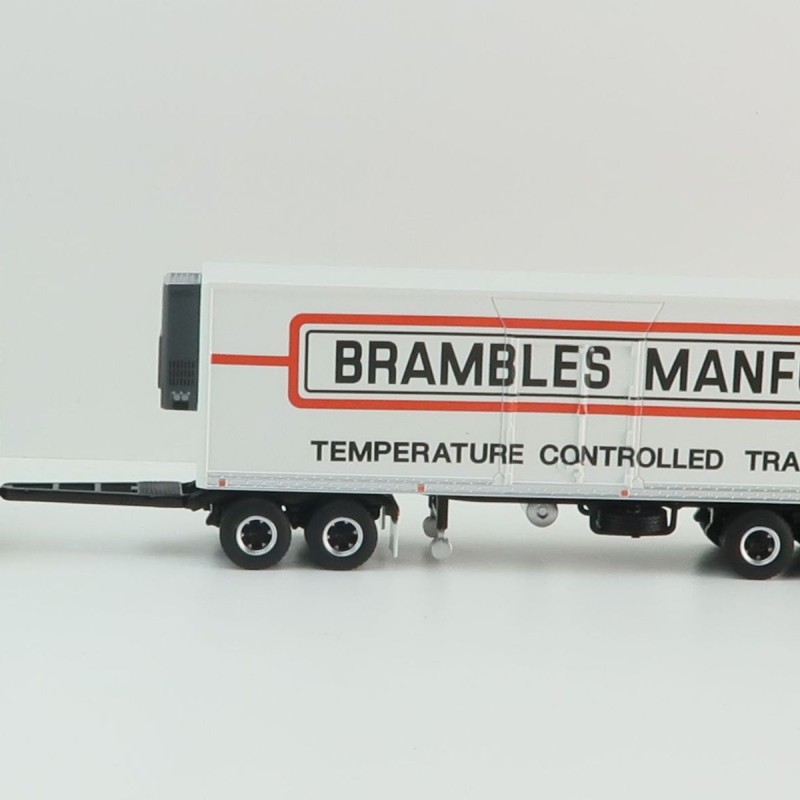 BRAMBLES MANF
TEMPERATURE CONTROLLED TRA